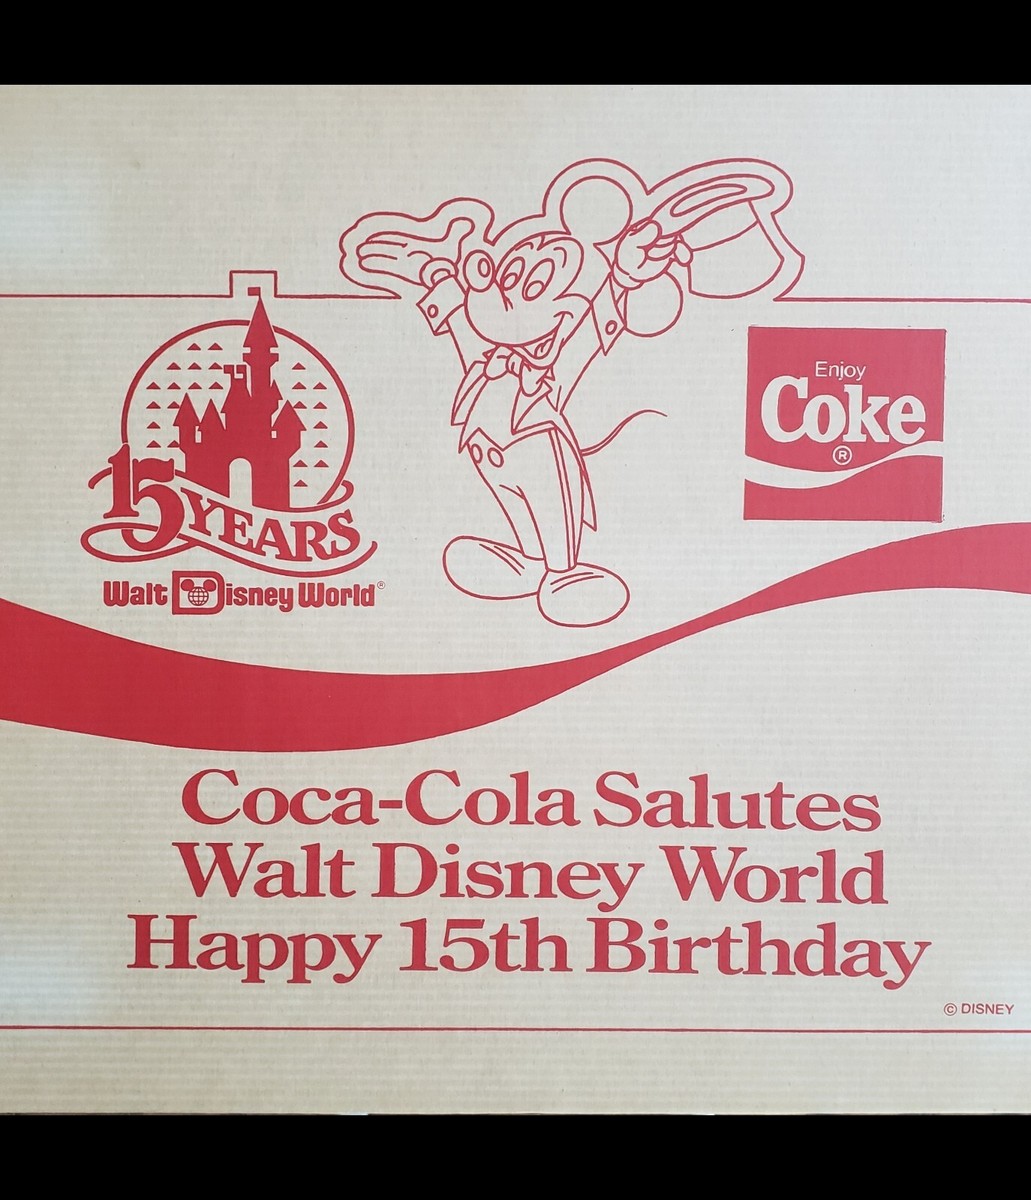 Enjoy
Coke
®
15 YEARS
Walt Disney World®
Coca-Cola Salutes
Walt Disney World
Happy 15th Birthday
© DISNEY